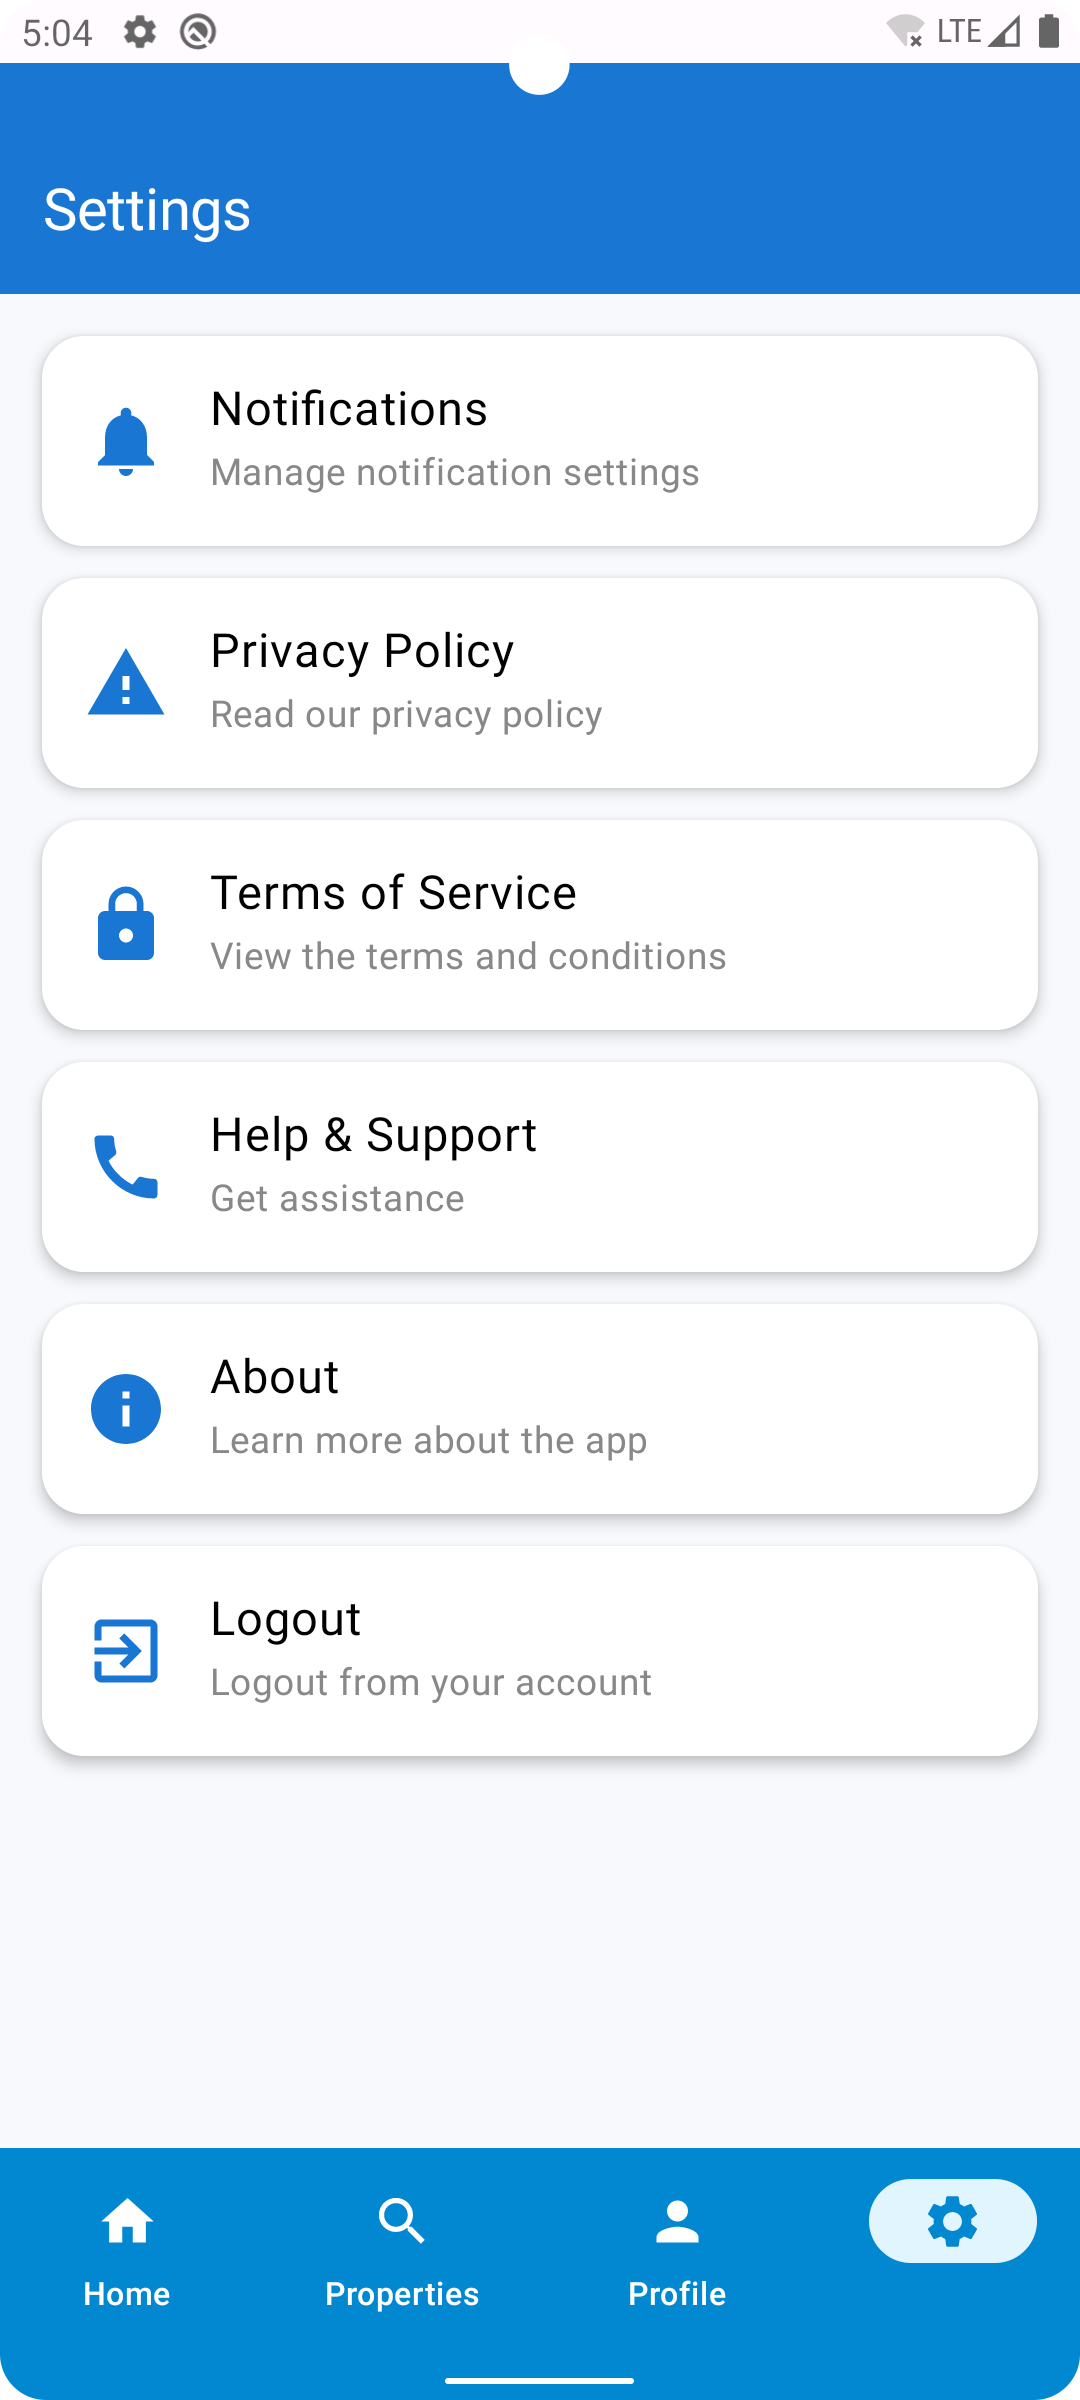 5:04
LTE
Settings
Notifications
Manage notification settings
Privacy Policy
Read our privacy policy
Terms of Service
View the terms and conditions
Help & Support
Get assistance
About
Learn more about the app
Logout
Logout from your account
Home
Properties
Profile